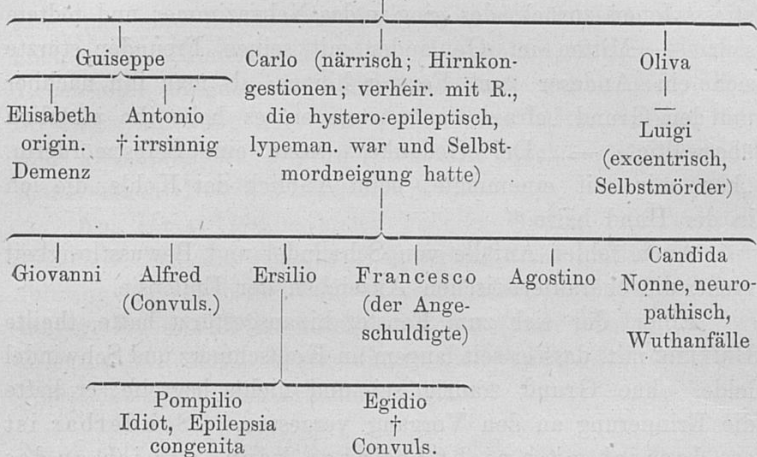 Guiseppe
Carlo (närrisch; Hirnkon-
gestionen; verheir. mit R.,
die hystero-epileptisch,
lypeman. war und Selbst-
mordneigung hatte)
Oliva
Elisabeth
origin.
Demenz
Antonio
† irrsinnig
Luigi
(excentrisch,
Selbstmörder)
Giovanni
Alfred
(Convuls.)
Ersilio
Francesco
(der Ange-
schuldigte)
Agostino
Candida
Nonne, neuro-
pathisch,
Wuthanfälle
Pompilio
Idiot, Epilepsia
congenita
Egidio
†
Convuls.